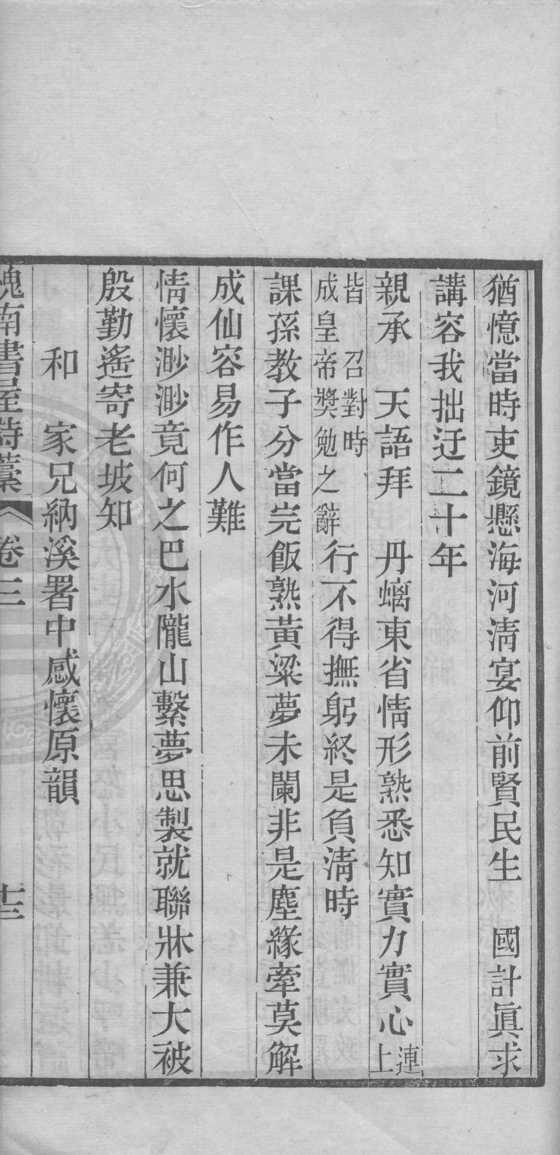 猶憶當時吏鏡懸海河清宴仰前賢民生　國計眞求
講容我拙迂二十年
親承　天語拜　丹螭東省情形熟悉知實力實心連上
皆　召對時
成皇帝獎勉之辭
行不得撫躬終是負清時
課孫教子分當完飯熟黃粱夢未闌非是塵緣牽莫解
成仙容易作人難
情懷渺渺竟何之巴水隴山繫夢思製就聯牀兼大被
殷勤遙寄老坡知
和　家兄納溪署中感懷原韻
南書屋詩藁　卷三　十三